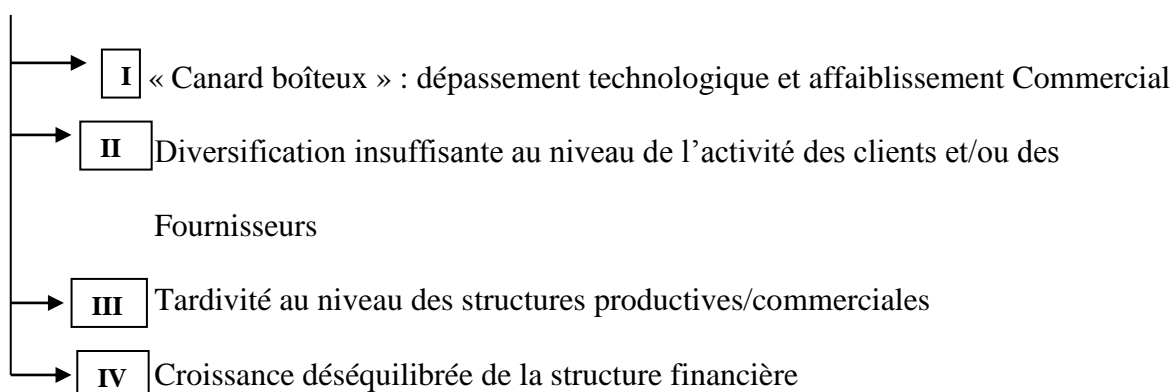 I « Canard boîteux » : dépassement technologique et affaiblissement Commercial
II Diversification insuffisante au niveau de l’activité des clients et/ou des
Fournisseurs
III Tardivité au niveau des structures productives/commerciales
IV Croissance déséquilibrée de la structure financière